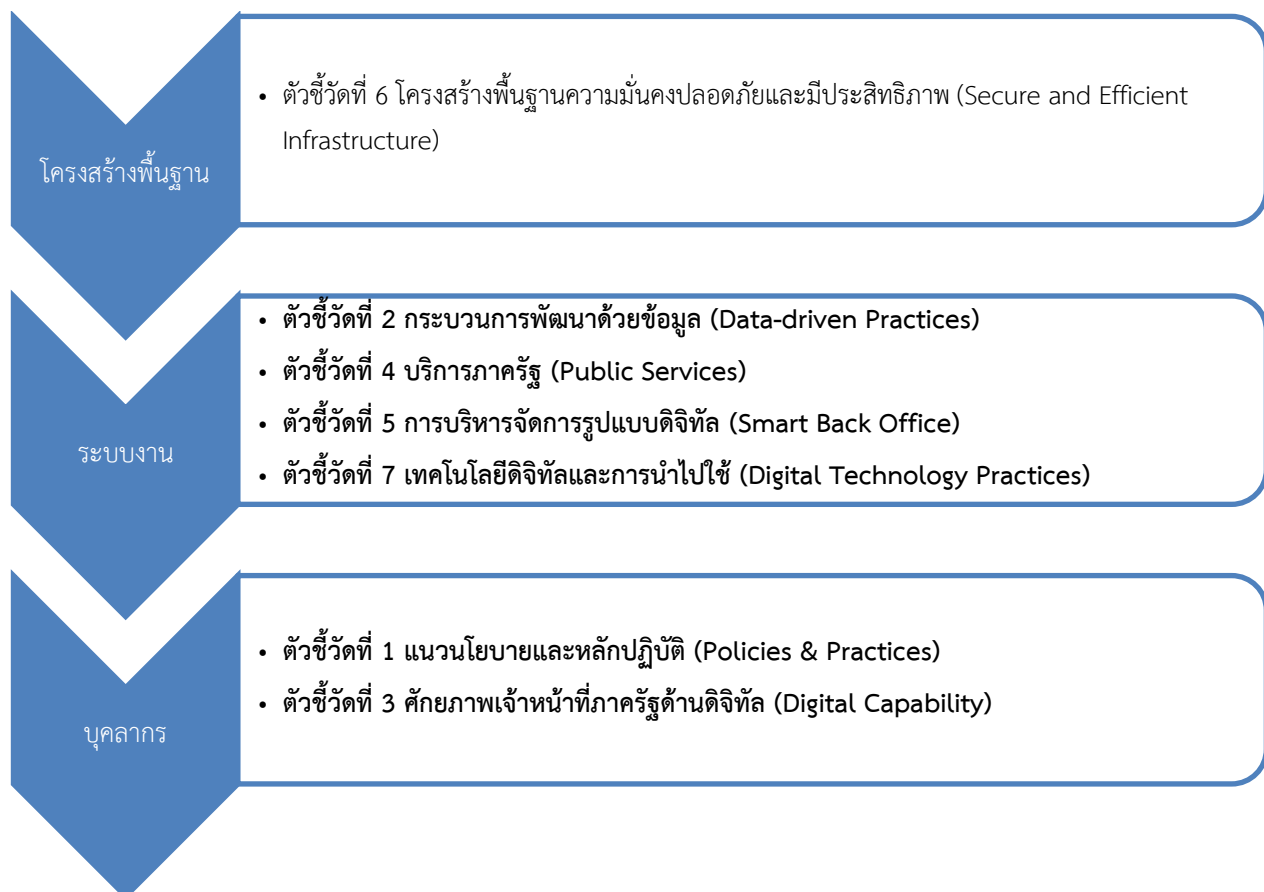 โครงสร้างพื้นฐาน
• ตัวชี้วัดที่ 6 โครงสร้างพื้นฐานความมั่นคงปลอดภัยและมีประสิทธิภาพ (Secure and Efficient
Infrastructure)
ระบบงาน
• ตัวชี้วัดที่ 2 กระบวนการพัฒนาด้วยข้อมูล (Data-driven Practices)
• ตัวชี้วัดที่ 4 บริการภาครัฐ (Public Services)
• ตัวชี้วัดที่ 5 การบริหารจัดการรูปแบบดิจิทัล (Smart Back Office)
• ตัวชี้วัดที่ 7 เทคโนโลยีดิจิทัลและการนำไปใช้ (Digital Technology Practices)
บุคลากร
• ตัวชี้วัดที่ 1 แนวนโยบายและหลักปฏิบัติ (Policies & Practices)
• ตัวชี้วัดที่ 3 ศักยภาพเจ้าหน้าที่ภาครัฐด้านดิจิทัล (Digital Capability)